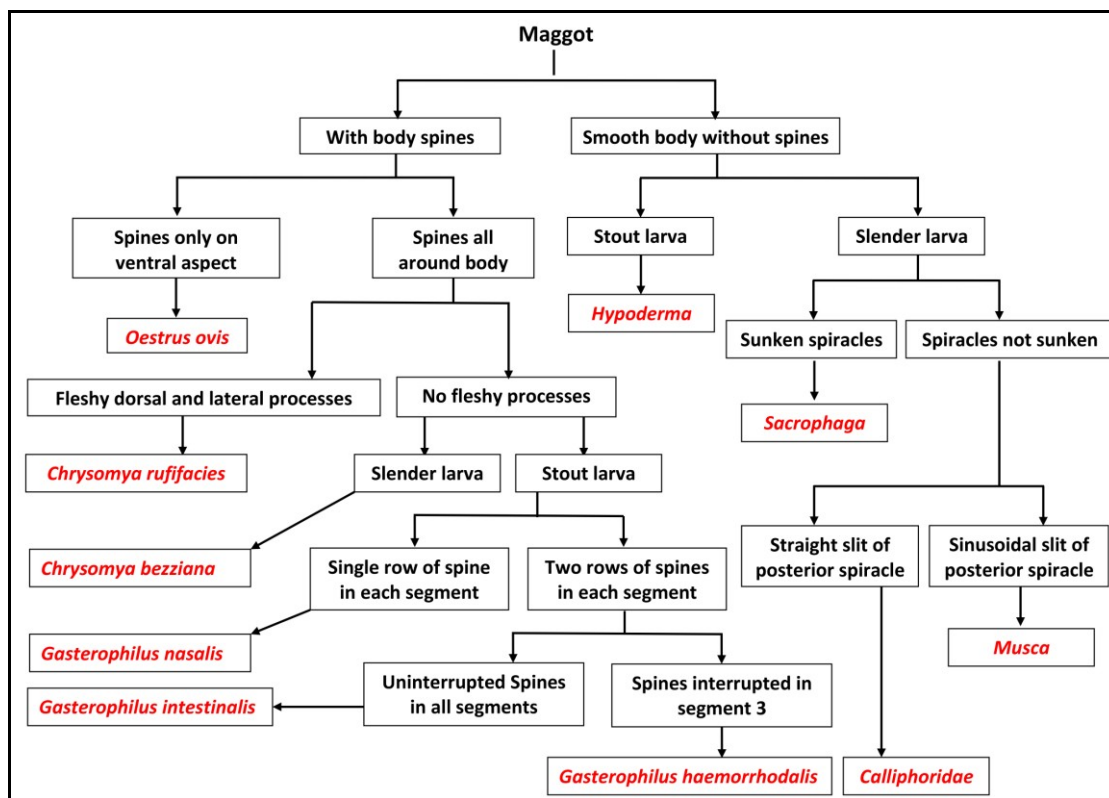 Maggot
With body spines
Smooth body without spines
Spines only on
ventral aspect
Spines all
around body
Stout larva
Slender larva
Oestrus ovis
Hypoderma
Sunken spiracles
Spiracles not sunken
Fleshy dorsal and lateral processes
No fleshy processes
Sacrophaga
Chrysomya rufifacies
Slender larva
Stout larva
Chrysomya bezziana
Single row of spine
in each segment
Two rows of spines
in each segment
Straight slit of
posterior spiracle
Sinusoidal slit of
posterior spiracle
Gasterophilus nasalis
Musca
Gasterophilus intestinalis
Uninterrupted Spines
in all segments
Spines interrupted in
segment 3
Gasterophilus haemorrhodalis
Calliphoridae